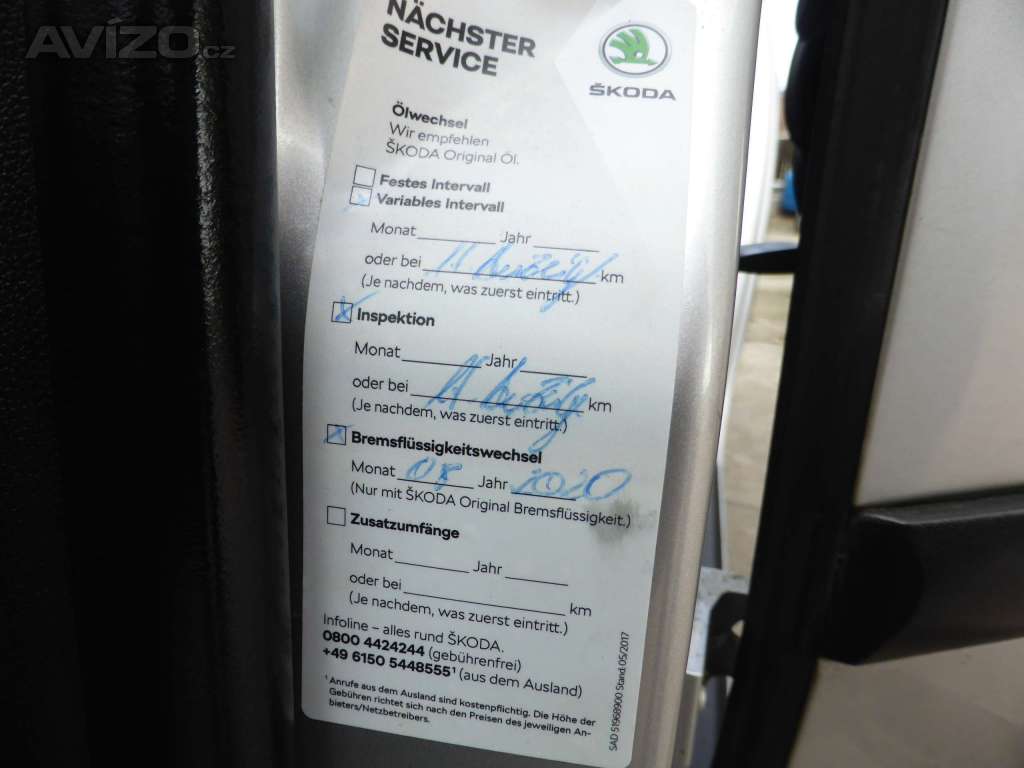 AVÍZO.cz
NÄCHSTER
SERVICE
ŠKODA
Ölwechsel
Wir empfehlen
ŠKODA Original Öl.
Festes Intervall
Variables Intervall
Monat Jahr
oder bei km
(Je nachdem, was zuerst eintritt.)
Inspektion
Monat Jahr
oder bei km
(Je nachdem, was zuerst eintritt.)
Bremsflüssigkeitswechsel
Monat Jahr 2020
(Nur mit ŠKODA Original Bremsflüssigkeit.)
Zusatzumfänge
Monat Jahr
oder bei km
(Je nachdem, was zuerst eintritt.)
Infoline – alles rund ŠKODA.
0800 4424244 (gebührenfrei)
+49 6150 5448555¹ (aus dem Ausland)
¹ Anrufe aus dem Ausland sind kostenpflichtig. Die Höhe der
Gebühren richtet sich nach den Preisen des jeweiligen An-
bieters/Netzbetreibers.
SAD 51969900 Stand 05/2017